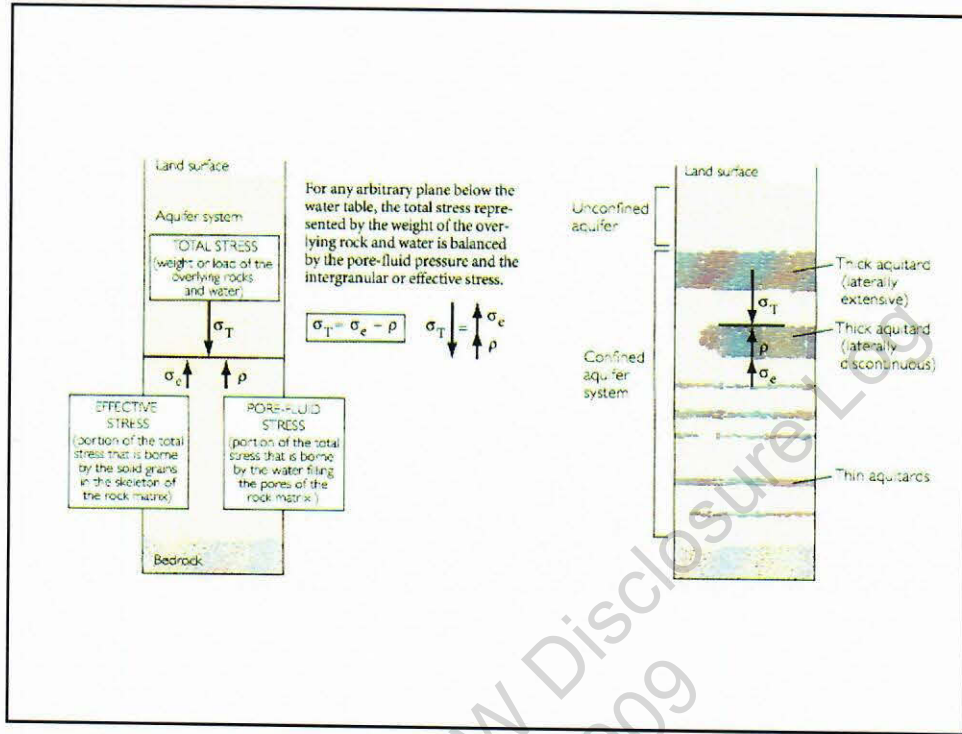 Land surface
Aquifer system
TOTAL STRESS
(weight or load of the
overlying rocks
and water)
σT
σe
ρ
EFFECTIVE
STRESS
(portion of the total
stress that is borne
by the solid grains
in the skeleton of
the rock matrix)
PORE-FLUID
STRESS
(portion of the total
stress that is borne
by the water filling
the pores of the
rock matrix)
Bedrock
For any arbitrary plane below the
water table, the total stress repre-
sented by the weight of the over-
lying rock and water is balanced
by the pore-fluid pressure and the
intergranular or effective stress.
σT = σe - ρ
σT = σe
ρ
Land surface
Unconfined
aquifer
Confined
aquifer
system
σT
ρ
σe
Thick aquitard
(laterally
extensive)
Thick aquitard
(laterally
discontinuous)
Thin aquitards
W Disclosure Log
009